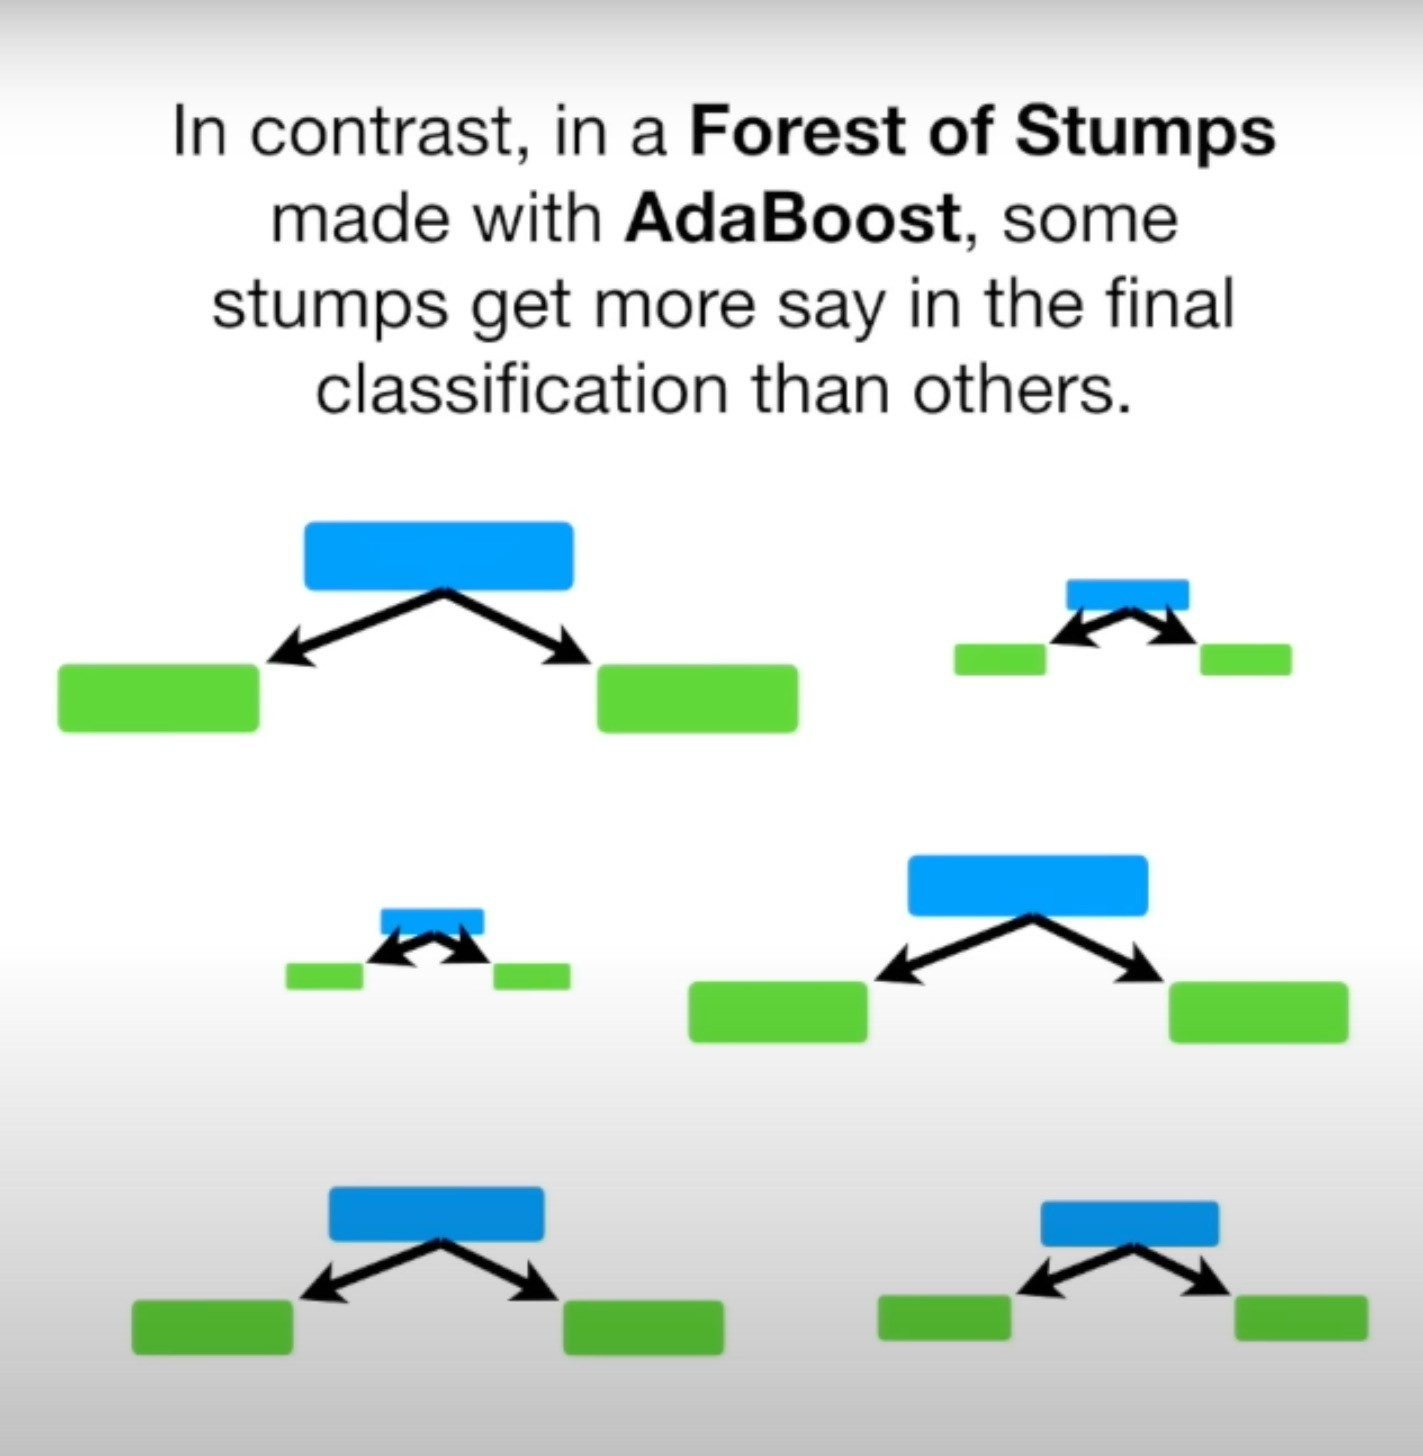 In contrast, in a Forest of Stumps
made with AdaBoost, some
stumps get more say in the final
classification than others.